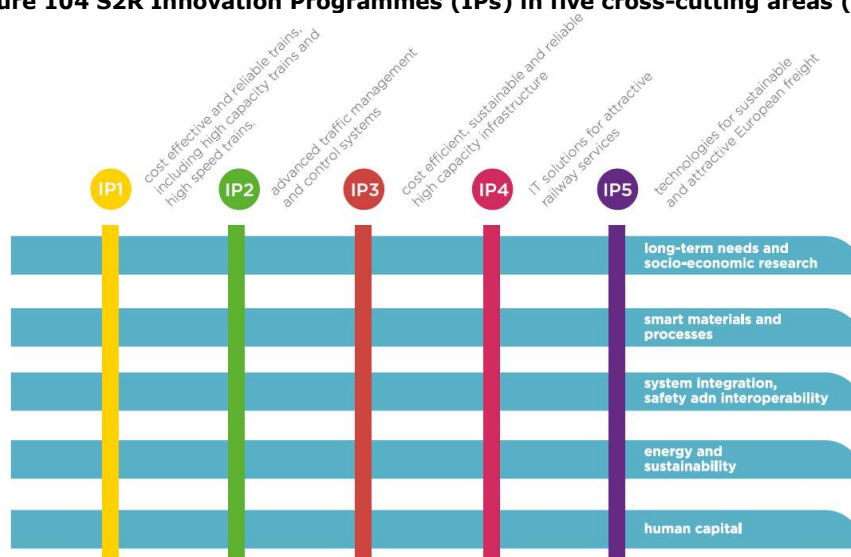 ure 104 S2R Innovation Programmes (IPs) in five cross-cutting areas (
IP1
cost effective and reliable trains,
including high capacity trains and
high speed trains.
IP2
advanced traffic management
and control systems
IP3
cost efficient, sustainable and reliable
high capacity infrastructure
IP4
IT solutions for attractive
railway services
IP5
technologies for sustainable
and attractive European freight
long-term needs and
socio-economic research
smart materials and
processes
system integration,
safety adn interoperability
energy and
sustainability
human capital